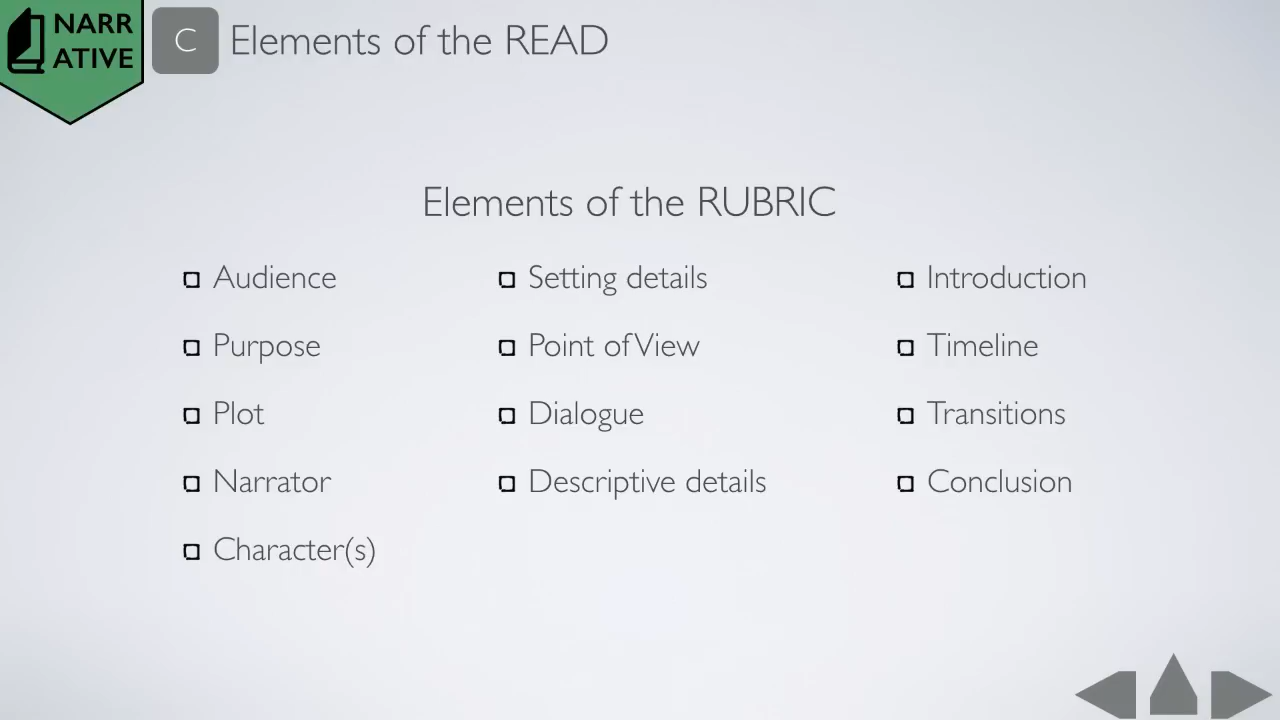 NARR
ATIVE
C
Elements of the READ
Elements of the RUBRIC
Audience
Purpose
Plot
Narrator
Character(s)
Setting details
Point of View
Dialogue
Descriptive details
Introduction
Timeline
Transitions
Conclusion